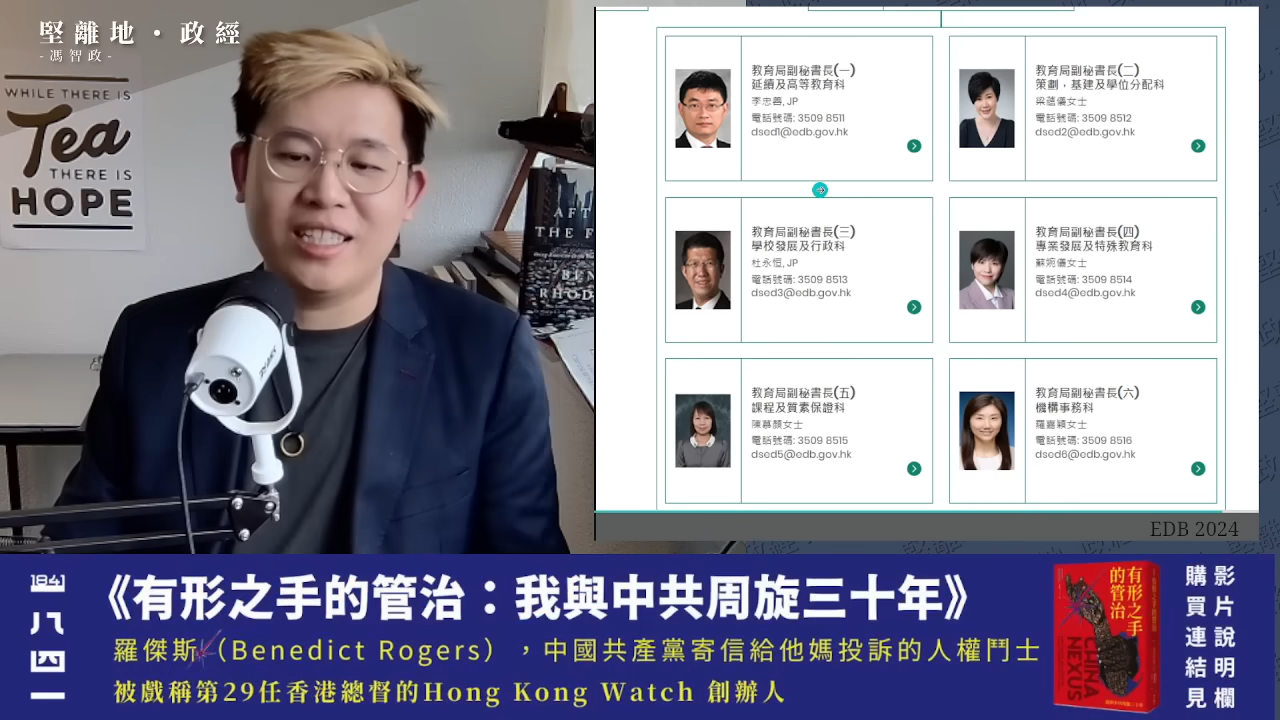 堅離地・政經
-馮智政-
WHILE THERE IS
Tea
THERE IS
HOPE
AFT
THE F
BEN
RHOD
教育局副秘書長(一)
延續及高等教育科
李忠善, JP
電話號碼: 3509 8511
dsed1@edb.gov.hk
教育局副秘書長(二)
策劃、基建及學位分配科
梁蘊儀女士
電話號碼: 3509 8512
dsed2@edb.gov.hk
教育局副秘書長(三)
學校發展及行政科
杜永恒, JP
電話號碼: 3509 8513
dsed3@edb.gov.hk
教育局副秘書長(四)
專業發展及特殊教育科
蘇婉儀女士
電話號碼: 3509 8514
dsed4@edb.gov.hk
教育局副秘書長(五)
課程及質素保證科
陳慕顏女士
電話號碼: 3509 8515
dsed5@edb.gov.hk
教育局副秘書長(六)
機構事務科
羅嘉穎女士
電話號碼: 3509 8516
dsed6@edb.gov.hk
EDB 2024
1841
一八四一
《有形之手的管治：我與中共周旋三十年》
羅傑斯（Benedict Rogers），中國共產黨寄信給他媽投訴的人權鬥士
被戲稱第29任香港總督的Hong Kong Watch 創辦人
有形之手
的管治
CHINA
NEXUS
影片說明欄
購買連結見